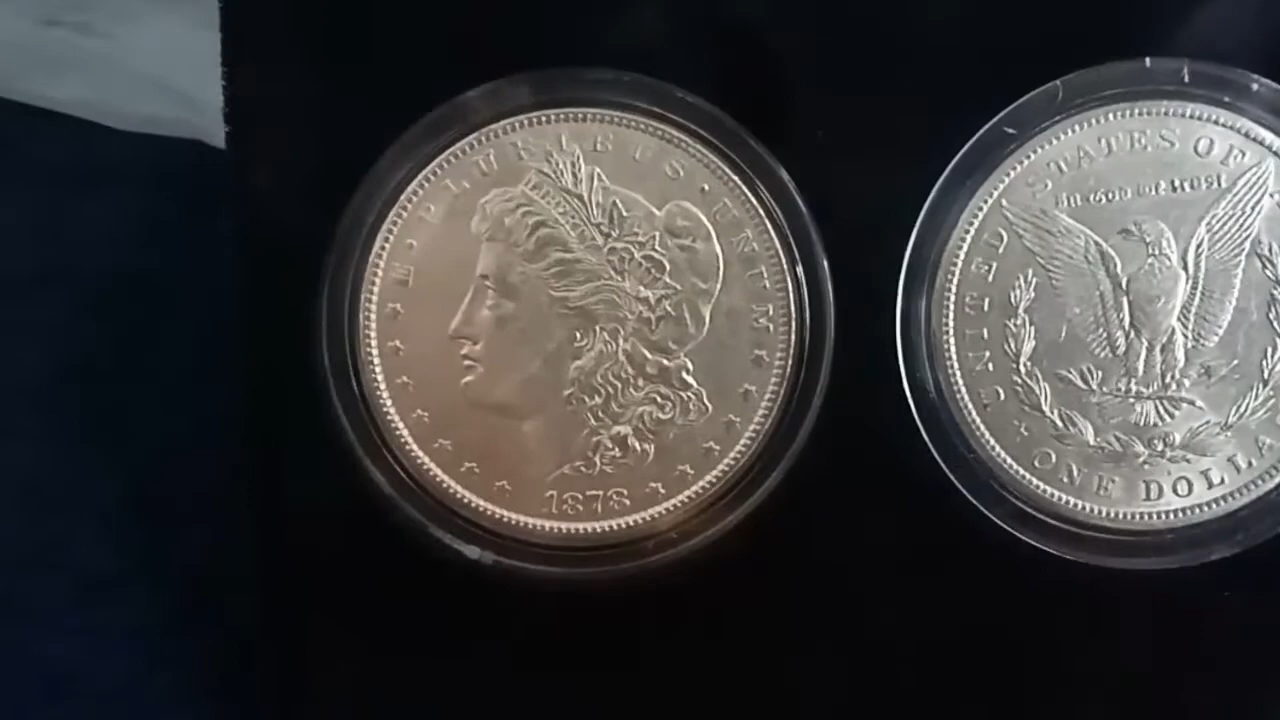 E · PLURIBUS · UNUM
1878
UNITED STATES OF
In God we trust
ONE DOLLA